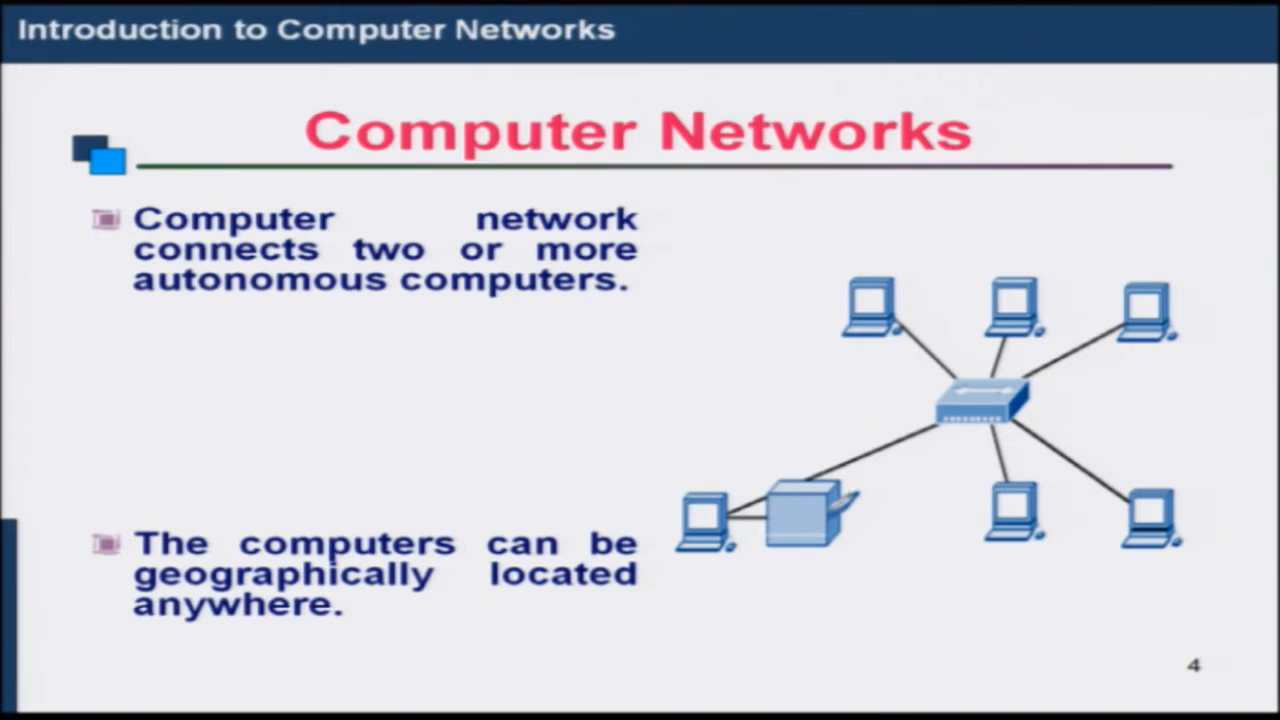 Introduction to Computer Networks
Computer Networks
Computer network
connects two or more
autonomous computers.
The computers can be
geographically located
anywhere.
4